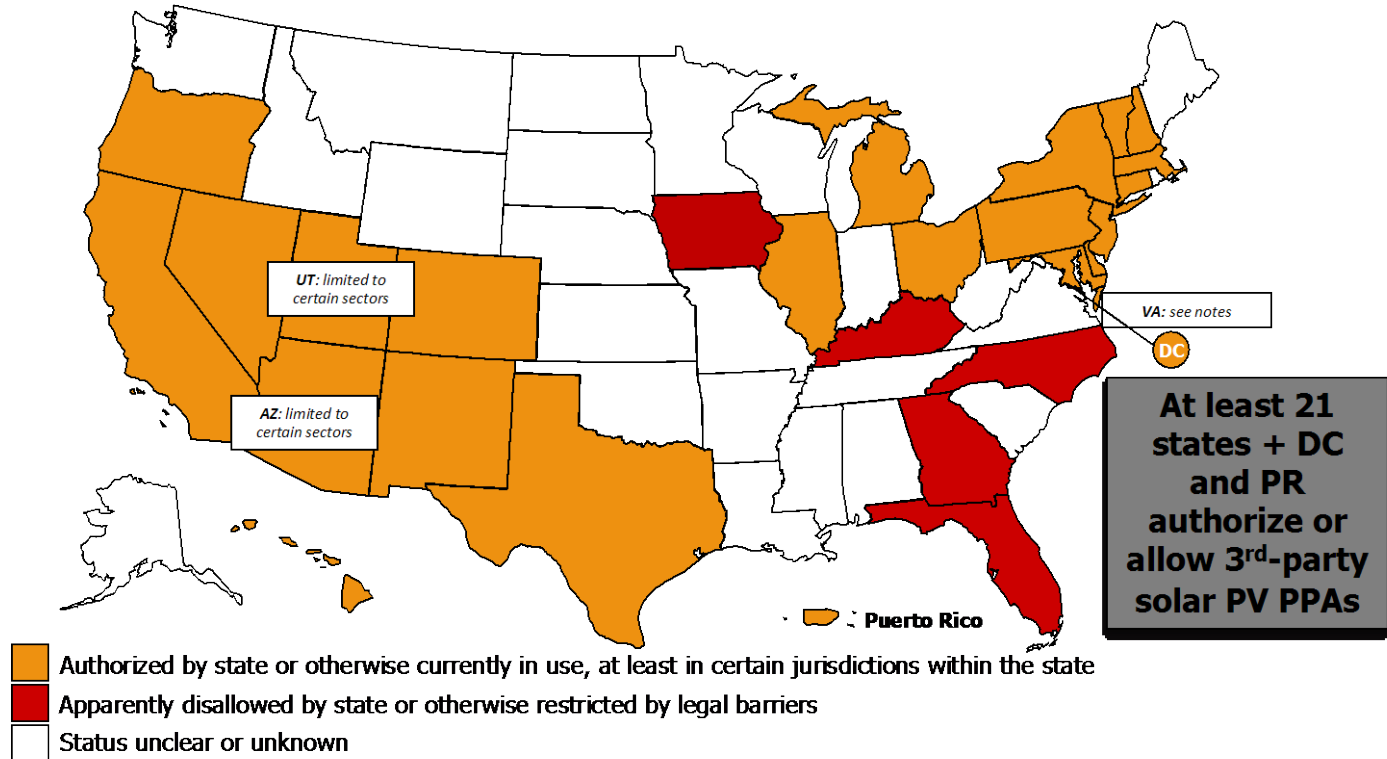 UT: limited to
certain sectors
VA: see notes
DC
AZ: limited to
certain sectors
At least 21
states + DC
and PR
authorize or
allow 3rd-party
solar PV PPAs
Puerto Rico
Authorized by state or otherwise currently in use, at least in certain jurisdictions within the state
Apparently disallowed by state or otherwise restricted by legal barriers
Status unclear or unknown